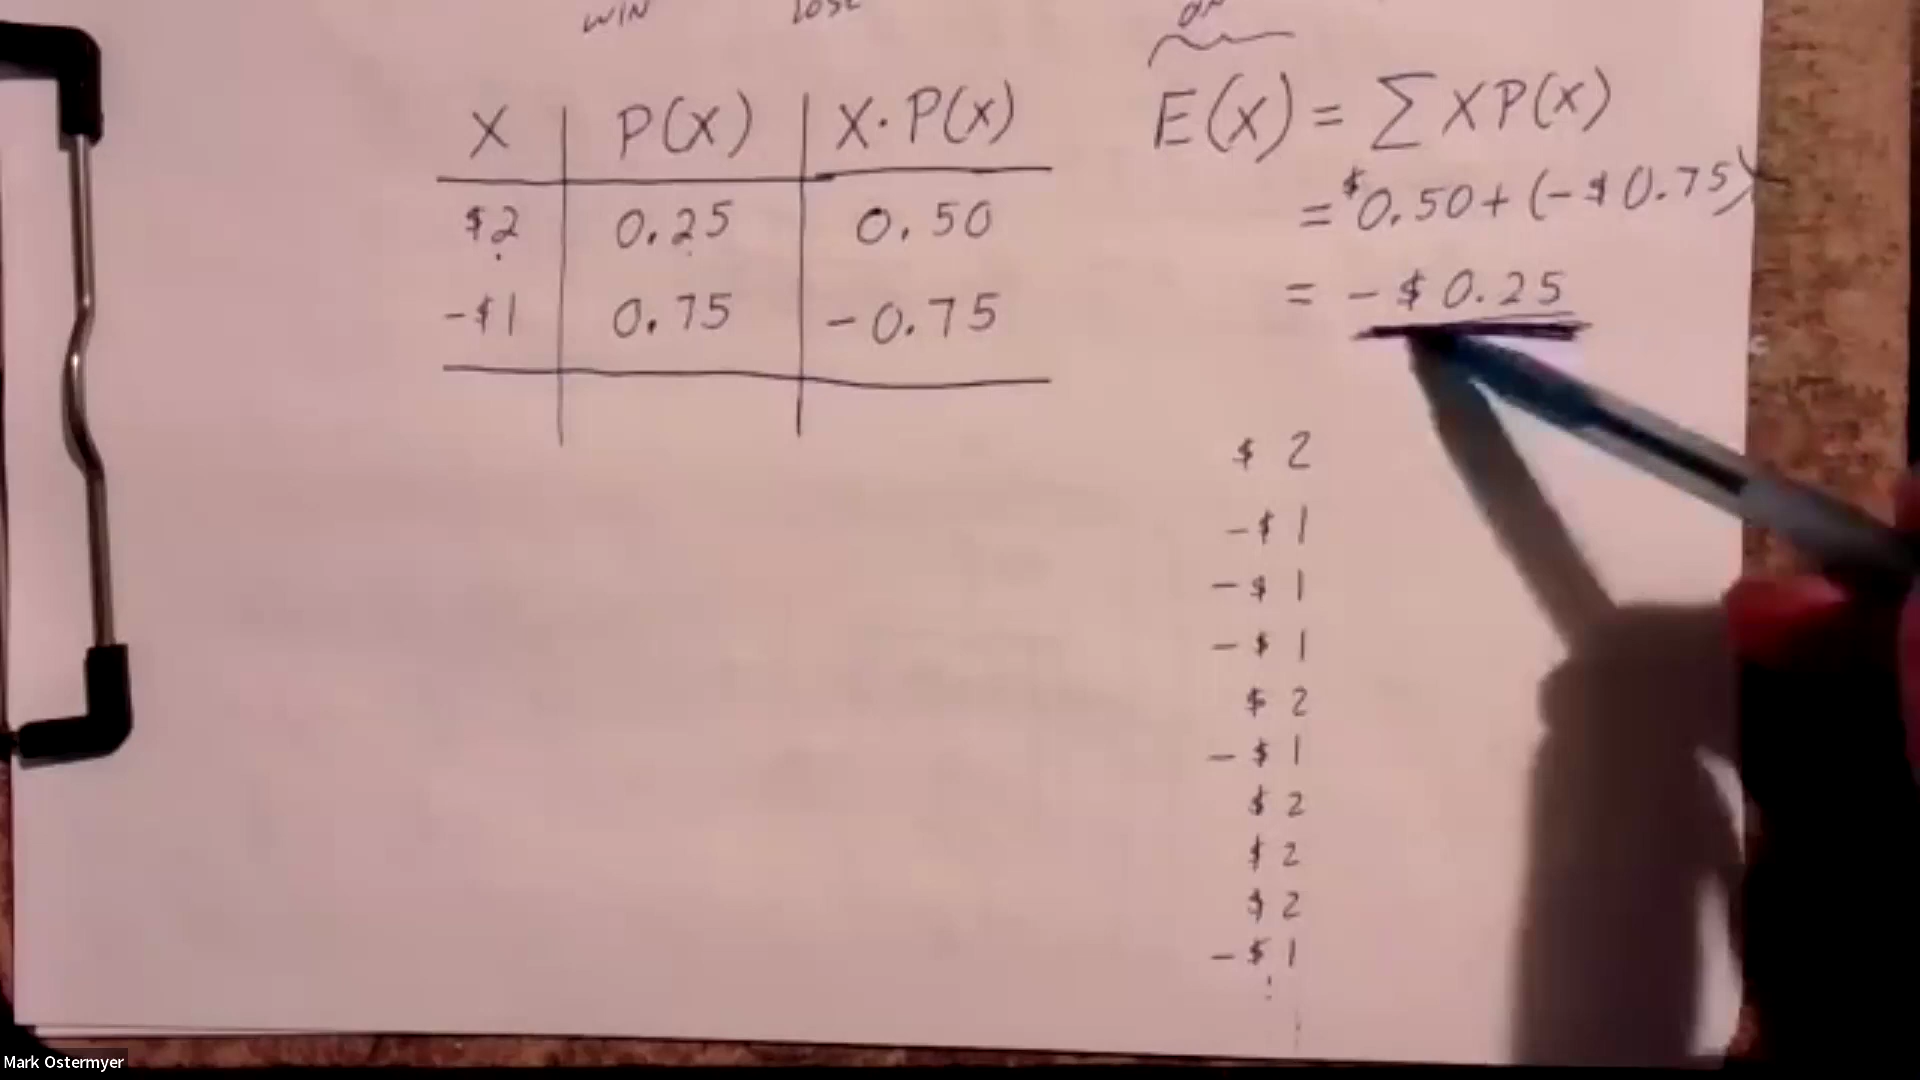 WIN LOSE
X P(X) X·P(X)
$2 0.25 0.50
-$1 0.75 -0.75
E(X) = ∑ X P(X)
= $0.50 + (-$0.75)
= -$0.25
$2
-$1
-$1
-$1
$2
-$1
$2
$2
$2
-$1
Mark Ostermyer